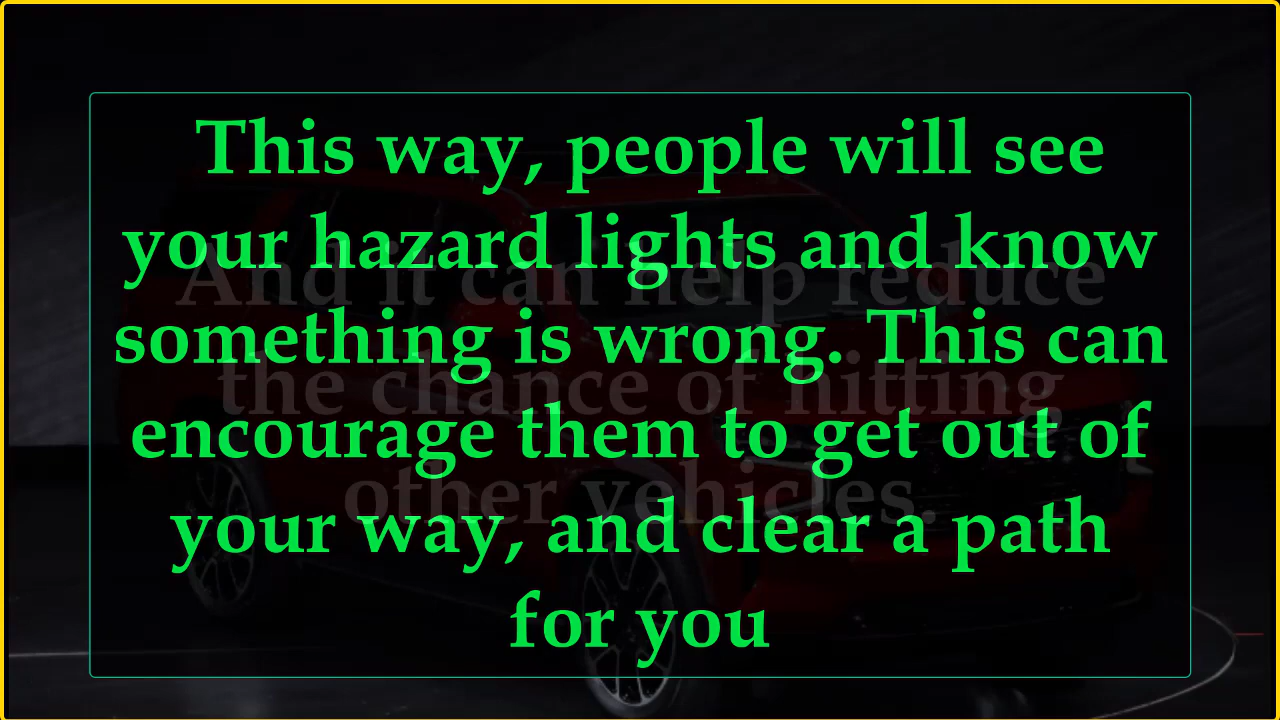 This way, people will see
your hazard lights and know
something is wrong. This can
encourage them to get out of
your way, and clear a path
for you
And it can help reduce
the chance of hitting
other vehicles.